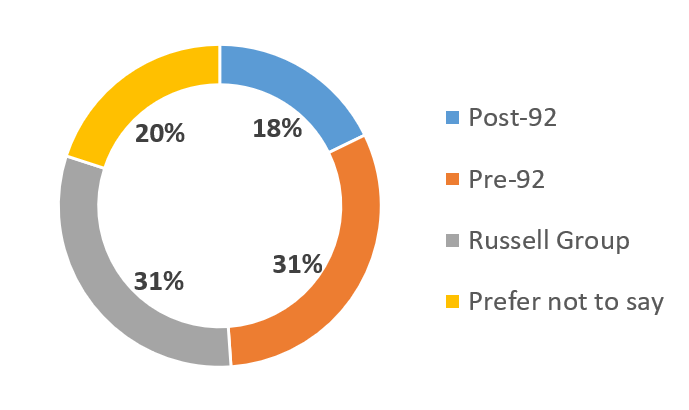 20%
18%
31%
31%
Post-92
Pre-92
Russell Group
Prefer not to say